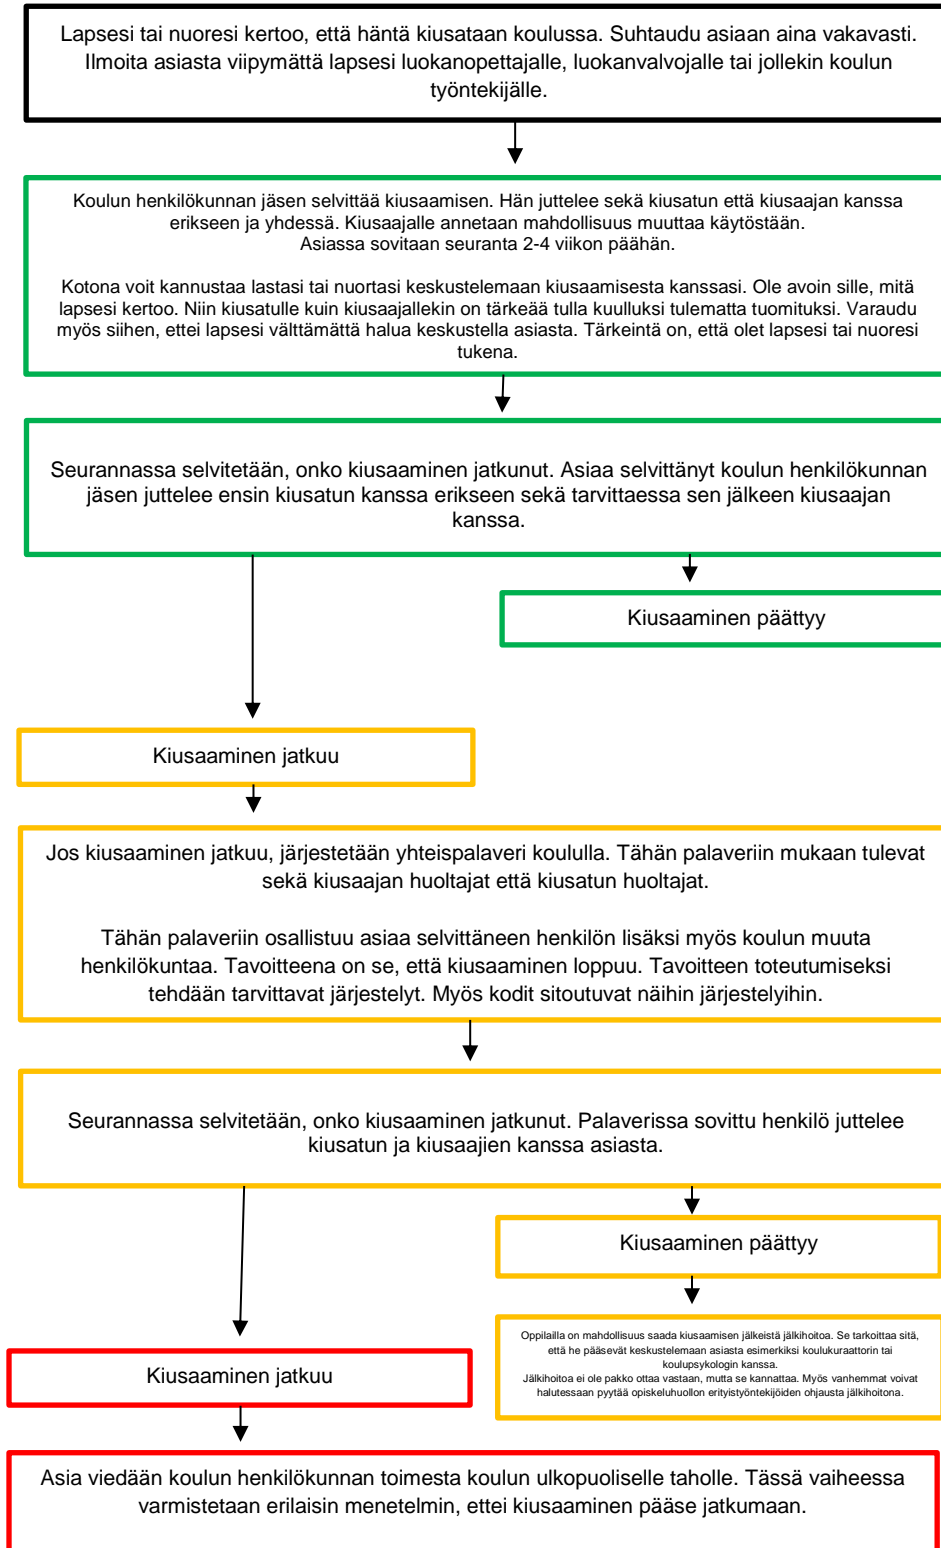 Lapsesi tai nuoresi kertoo, että häntä kiusataan koulussa. Suhtaudu asiaan aina vakavasti.
Ilmoita asiasta viipymättä lapsesi luokanopettajalle, luokanvalvojalle tai jollekin koulun
työntekijälle.
Koulun henkilökunnan jäsen selvittää kiusaamisen. Hän juttelee sekä kiusatun että kiusaajan kanssa
erikseen ja yhdessä. Kiusaajalle annetaan mahdollisuus muuttaa käytöstään.
Asiassa sovitaan seuranta 2-4 viikon päähän.
Kotona voit kannustaa lastasi tai nuortasi keskustelemaan kiusaamisesta kanssasi. Ole avoin sille, mitä
lapsesi kertoo. Niin kiusatulle kuin kiusaajallekin on tärkeää tulla kuulluksi tulematta tuomituksi. Varaudu
myös siihen, ettei lapsesi välttämättä halua keskustella asiasta. Tärkeintä on, että olet lapsesi tai nuoresi
tukena.
Seurannassa selvitetään, onko kiusaaminen jatkunut. Asiaa selvittänyt koulun henkilökunnan
jäsen juttelee ensin kiusatun kanssa erikseen sekä tarvittaessa sen jälkeen kiusaajan
kanssa.
Kiusaaminen päättyy
Kiusaaminen jatkuu
Jos kiusaaminen jatkuu, järjestetään yhteispalaveri koululla. Tähän palaveriin mukaan tulevat
sekä kiusaajan huoltajat että kiusatun huoltajat.
Tähän palaveriin osallistuu asiaa selvittäneen henkilön lisäksi myös koulun muuta
henkilökuntaa. Tavoitteena on se, että kiusaaminen loppuu. Tavoitteen toteutumiseksi
tehdään tarvittavat järjestelyt. Myös kodit sitoutuvat näihin järjestelyihin.
Seurannassa selvitetään, onko kiusaaminen jatkunut. Palaverissa sovittu henkilö juttelee
kiusatun ja kiusaajien kanssa asiasta.
Kiusaaminen päättyy
Oppilailla on mahdollisuus saada kiusaamisen jälkeistä jälkihoitoa. Se tarkoittaa sitä,
että he pääsevät keskustelemaan asiasta esimerkiksi koulukuraattorin tai
koulupsykologin kanssa.
Jälkihoitoa ei ole pakko ottaa vastaan, mutta se kannattaa. Myös vanhemmat voivat
halutessaan pyytää opiskeluhuollon erityistyöntekijöiden ohjausta jälkihoitona.
Kiusaaminen jatkuu
Asia viedään koulun henkilökunnan toimesta koulun ulkopuoliselle taholle. Tässä vaiheessa
varmistetaan erilaisin menetelmin, ettei kiusaaminen pääse jatkumaan.